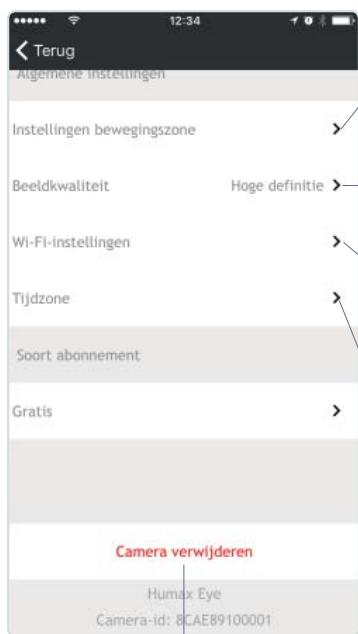 12:34
Terug
Algemene instellingen
Instellingen bewegingszone
Beeldkwaliteit Hoge definitie
Wi-Fi-instellingen
Tijdzone
Soort abonnement
Gratis
Camera verwijderen
Humax Eye
Camera-id: 8CAE89100001